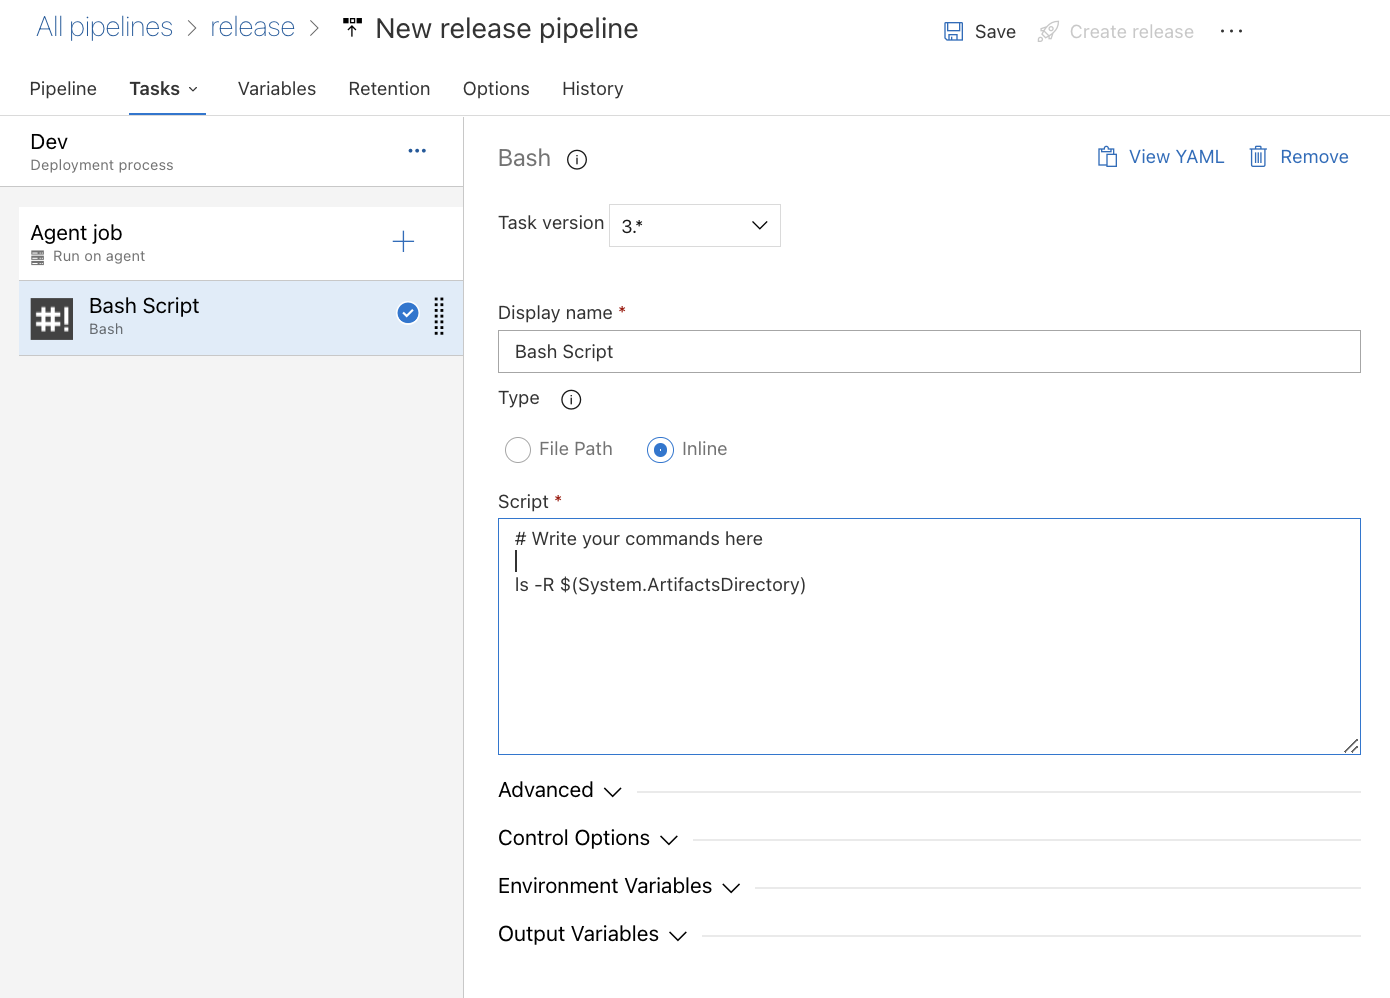 All pipelines > release > New release pipeline
Save Create release ...
Pipeline Tasks Variables Retention Options History
Dev
Deployment process
Agent job
Run on agent
#! Bash Script
Bash
Bash
View YAML Remove
Task version 3.*
Display name *
Bash Script
Type
File Path Inline
Script *
# Write your commands here
ls -R $(System.ArtifactsDirectory)
Advanced
Control Options
Environment Variables
Output Variables